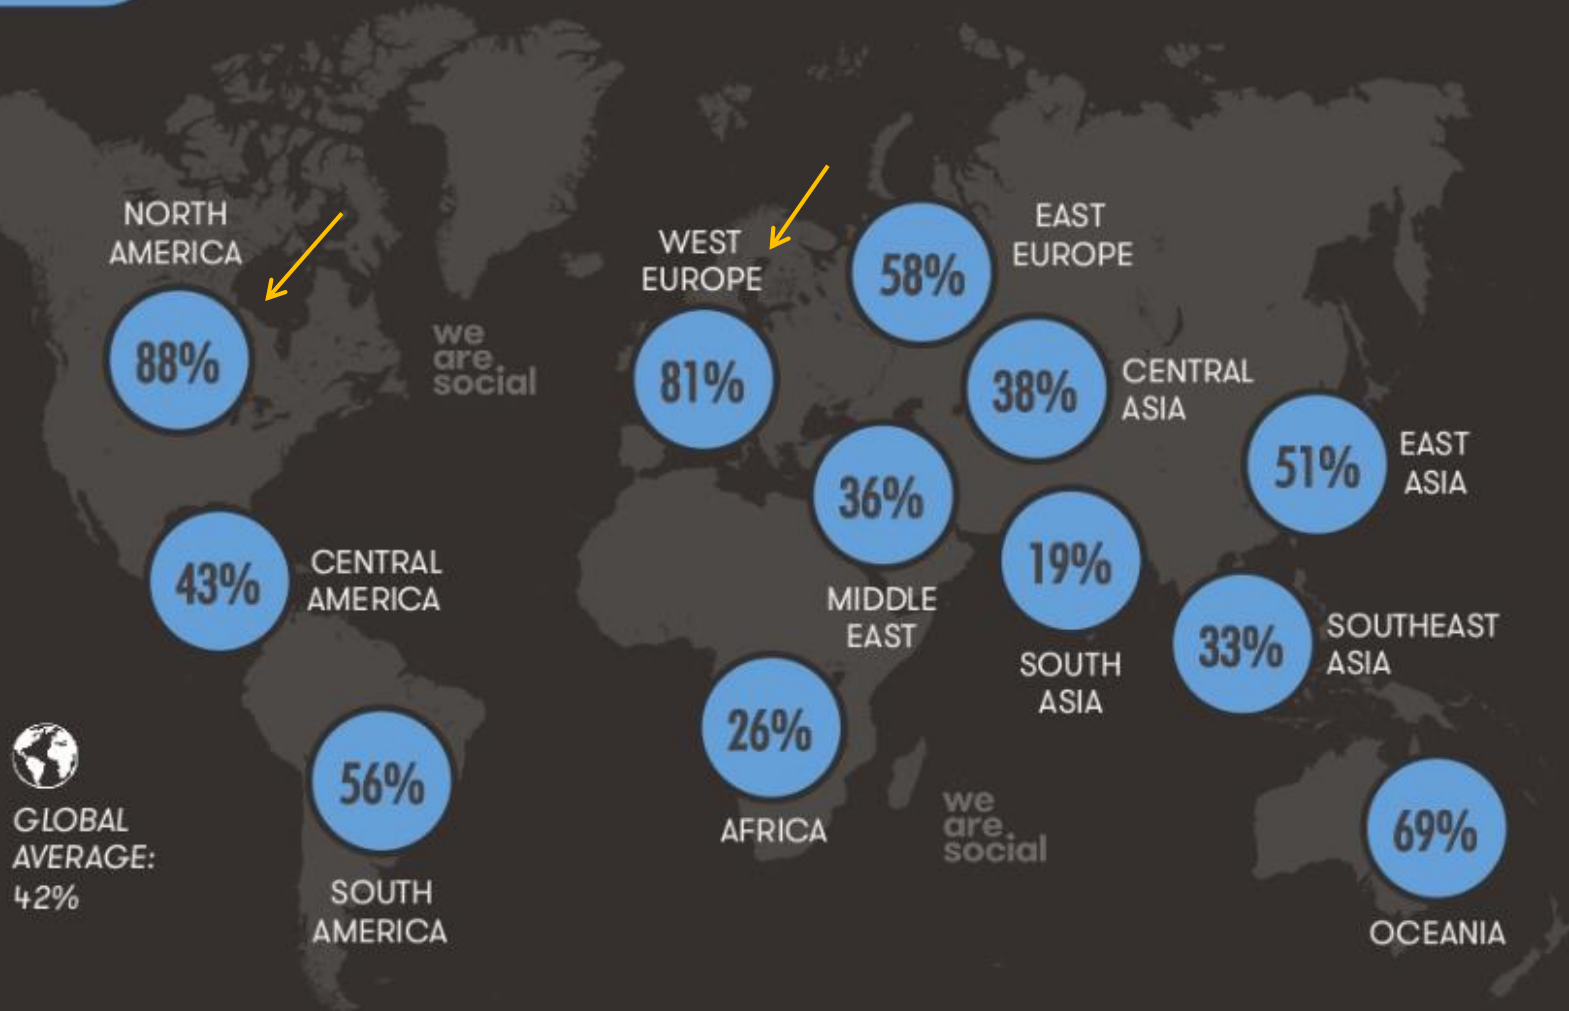 NORTH
AMERICA
88%
WEST
EUROPE
81%
58%
EAST
EUROPE
we
are
social
38%
CENTRAL
ASIA
51%
EAST
ASIA
36%
MIDDLE
EAST
19%
SOUTH
ASIA
43%
CENTRAL
AMERICA
33%
SOUTHEAST
ASIA
26%
AFRICA
56%
SOUTH
AMERICA
GLOBAL
AVERAGE:
42%
we
are
social
69%
OCEANIA